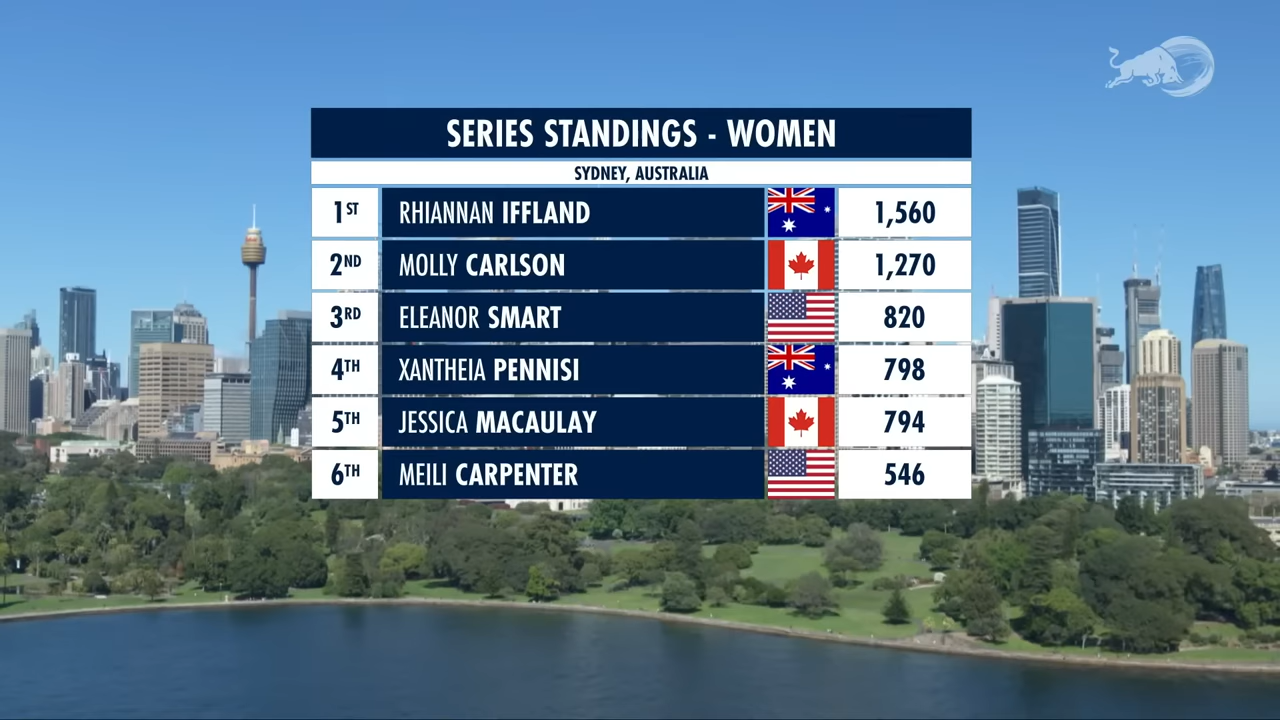 SERIES STANDINGS - WOMEN
SYDNEY, AUSTRALIA
1ST RHIANNAN IFFLAND 1,560
2ND MOLLY CARLSON 1,270
3RD ELEANOR SMART 820
4TH XANTHEIA PENNISI 798
5TH JESSICA MACAULAY 794
6TH MEILI CARPENTER 546